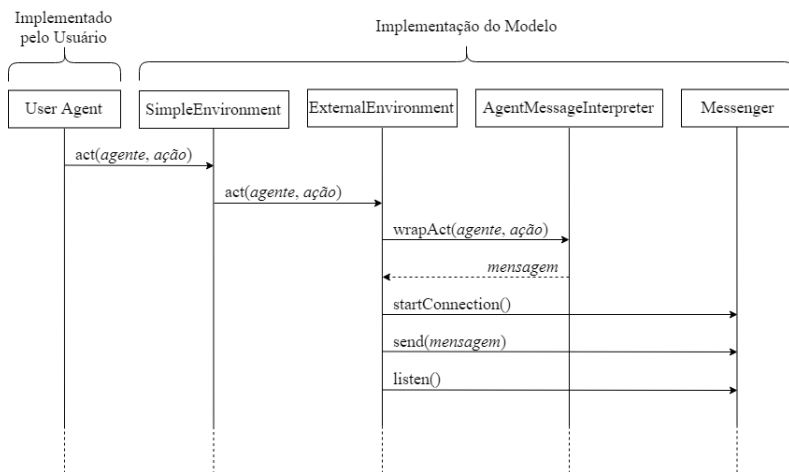 Implementado
pelo Usuário
Implementação do Modelo
User Agent
SimpleEnvironment
ExternalEnvironment
AgentMessageInterpreter
Messenger
act(agente, ação)
act(agente, ação)
wrapAct(agente, ação)
mensagem
startConnection()
send(mensagem)
listen()